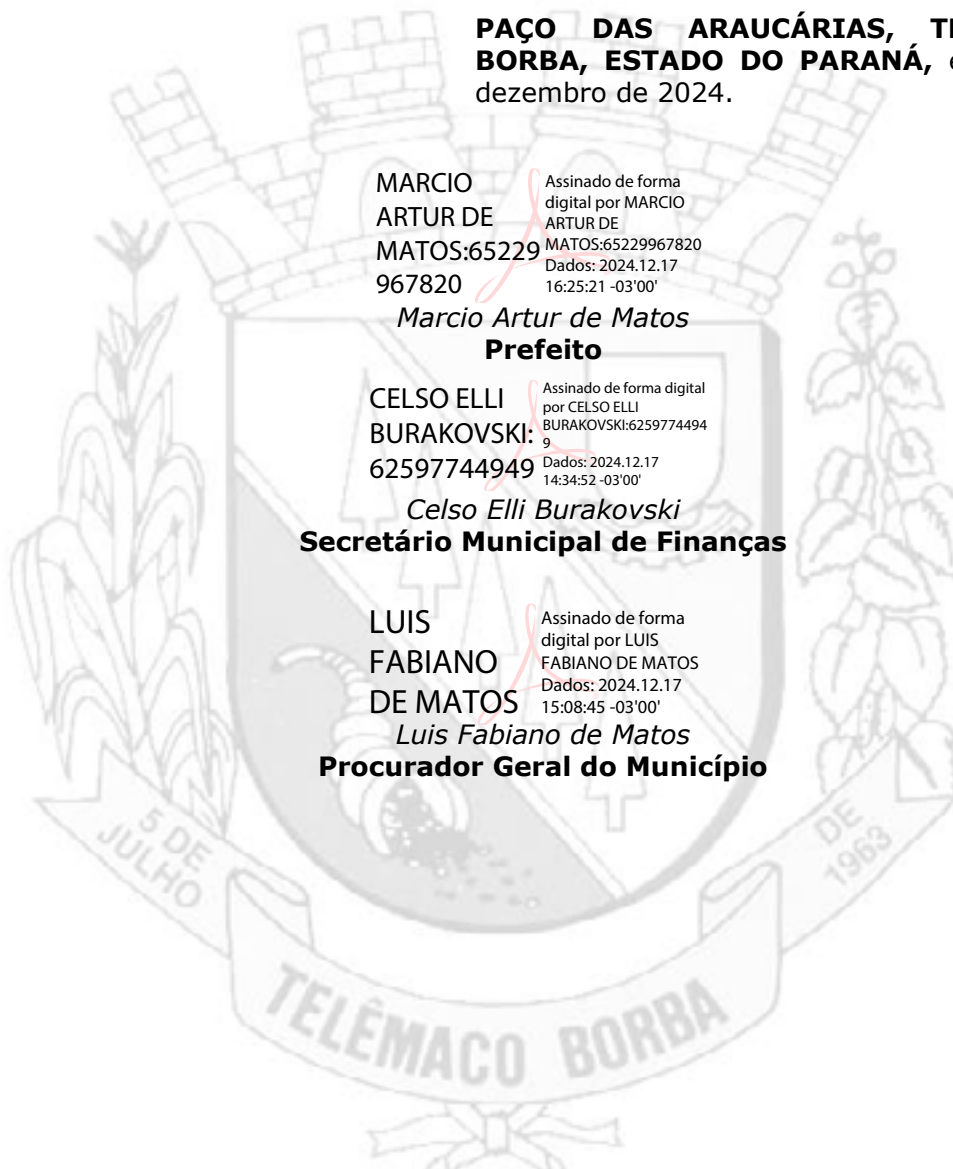 PAÇO DAS ARAUCÁRIAS,
BORBA, ESTADO DO PARANÁ,
dezembro de 2024.
MARCIO
ARTUR DE
MATOS:65229
967820
Assinado de forma
digital por MARCIO
ARTUR DE
MATOS:65229967820
Dados: 2024.12.17
16:25:21 -03'00'
Marcio Artur de Matos
Prefeito
CELSO ELLI
BURAKOVSKI:
62597744949
Assinado de forma digital
por CELSO ELLI
BURAKOVSKI:6259774494
9
Dados: 2024.12.17
14:34:52 -03'00'
Celso Elli Burakovski
Secretário Municipal de Finanças
LUIS
FABIANO
DE MATOS
Assinado de forma
digital por LUIS
FABIANO DE MATOS
Dados: 2024.12.17
15:08:45 -03'00'
Luis Fabiano de Matos
Procurador Geral do Município
5 DE
JULHO
DE
1963
TELÊMACO BORBA